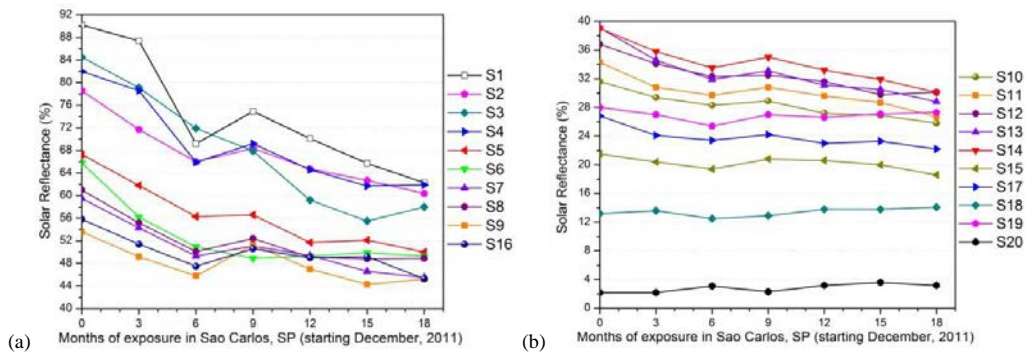 92
88
84
80
76
72
68
64
60
56
52
48
44
40
Solar Reflectance (%)
0 3 6 9 12 15 18
Months of exposure in Sao Carlos, SP (starting December, 2011)
S1
S2
S3
S4
S5
S6
S7
S8
S9
S16
(a)
40
36
32
28
24
20
16
12
8
4
0
Solar Reflectance (%)
0 3 6 9 12 15 18
Months of exposure in Sao Carlos, SP (starting December, 2011)
S10
S11
S12
S13
S14
S15
S17
S18
S19
S20
(b)